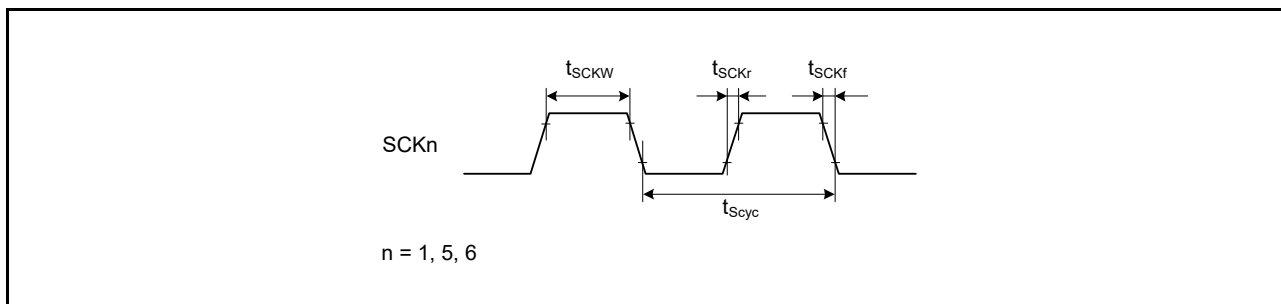 tSCKW
tSCKr
tSCKf
SCKn
tScyc
n = 1, 5, 6